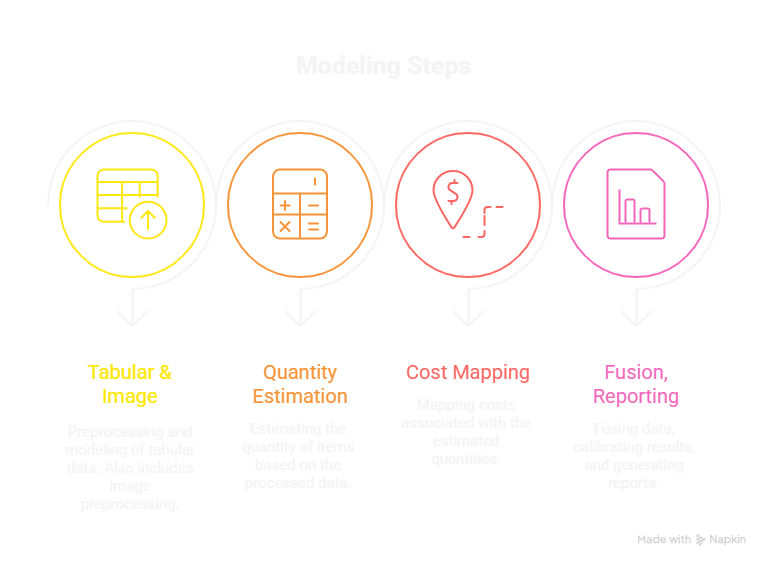 Modeling Steps
Tabular &
Image
Preprocessing and
modeling of tabular
data. Also includes
image
preprocessing.
Quantity
Estimation
Estimating the
quantity of items
based on the
processed data.
Cost Mapping
Mapping costs
associated with the
estimated
quantities.
Fusion,
Reporting
Fusing data,
calibrating results,
and generating
reports.
Made with Napkin